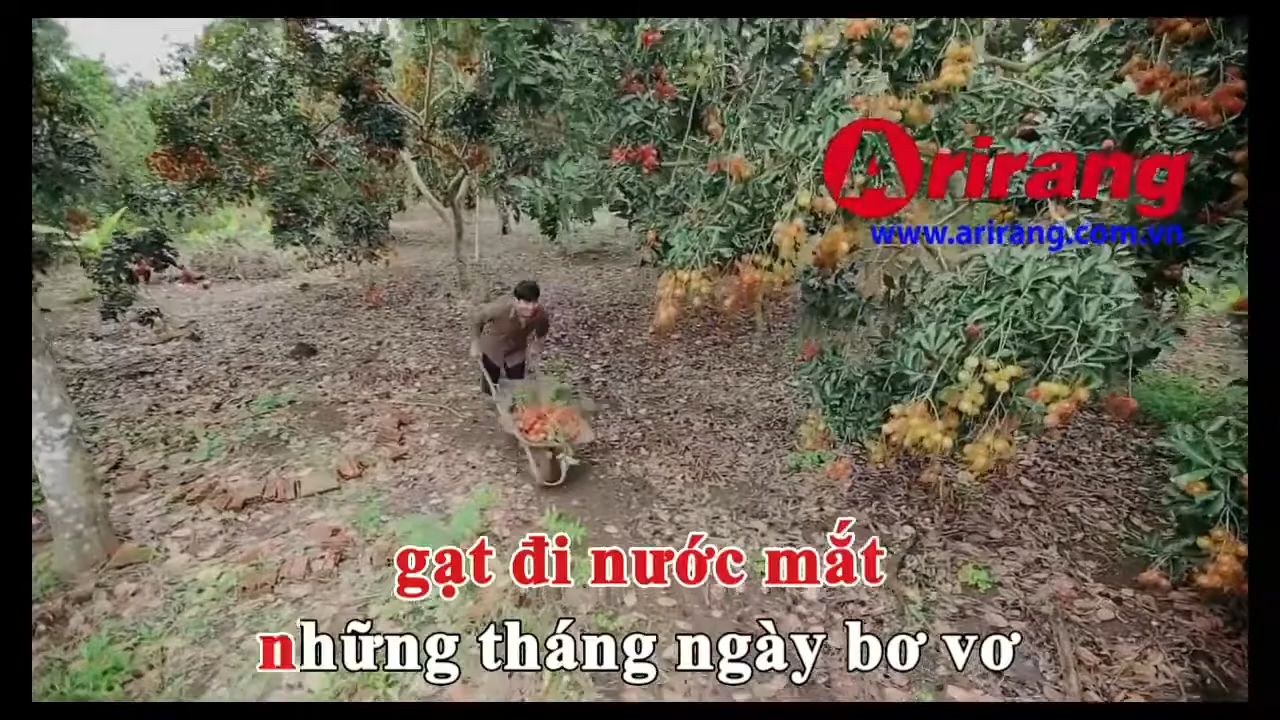 Arirang
www.arirang.com.vn
gạt đi nước mắt
những tháng ngày bơ vơ